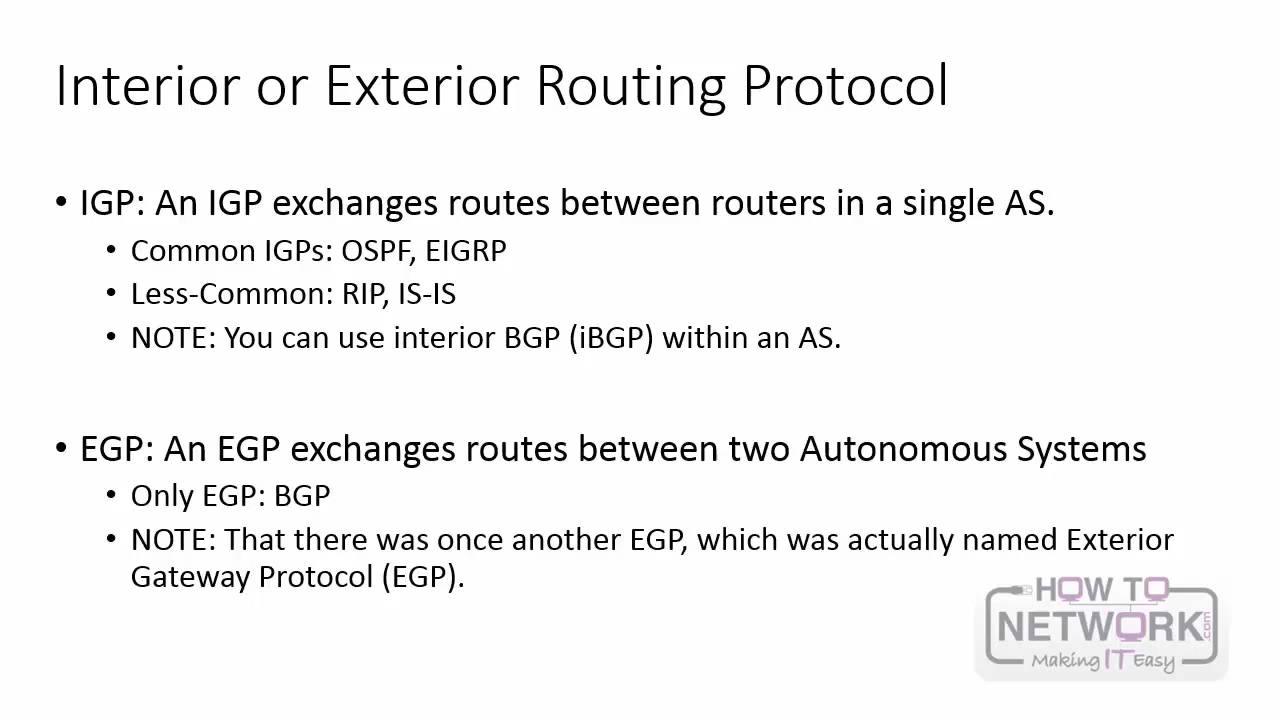 Interior or Exterior Routing Protocol
• IGP: An IGP exchanges routes between routers in a single AS.
• Common IGPs: OSPF, EIGRP
• Less-Common: RIP, IS-IS
• NOTE: You can use interior BGP (iBGP) within an AS.
• EGP: An EGP exchanges routes between two Autonomous Systems
• Only EGP: BGP
• NOTE: That there was once another EGP, which was actually named Exterior
Gateway Protocol (EGP).
HOW TO
NETWORK.com
Making IT Easy